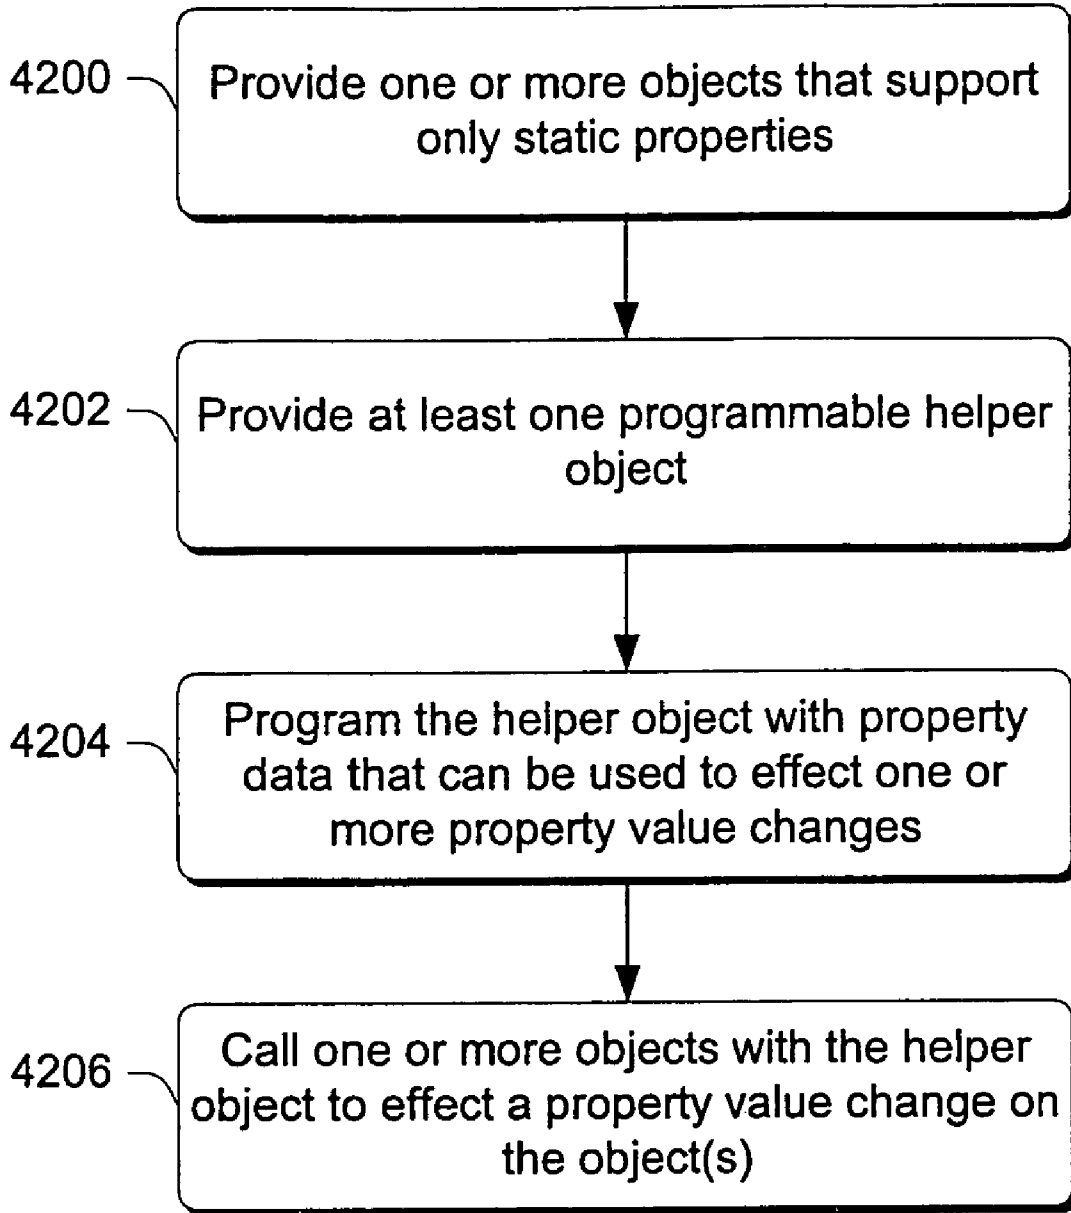 4200
Provide one or more objects that support
only static properties
4202
Provide at least one programmable helper
object
4204
Program the helper object with property
data that can be used to effect one or
more property value changes
4206
Call one or more objects with the helper
object to effect a property value change on
the object(s)